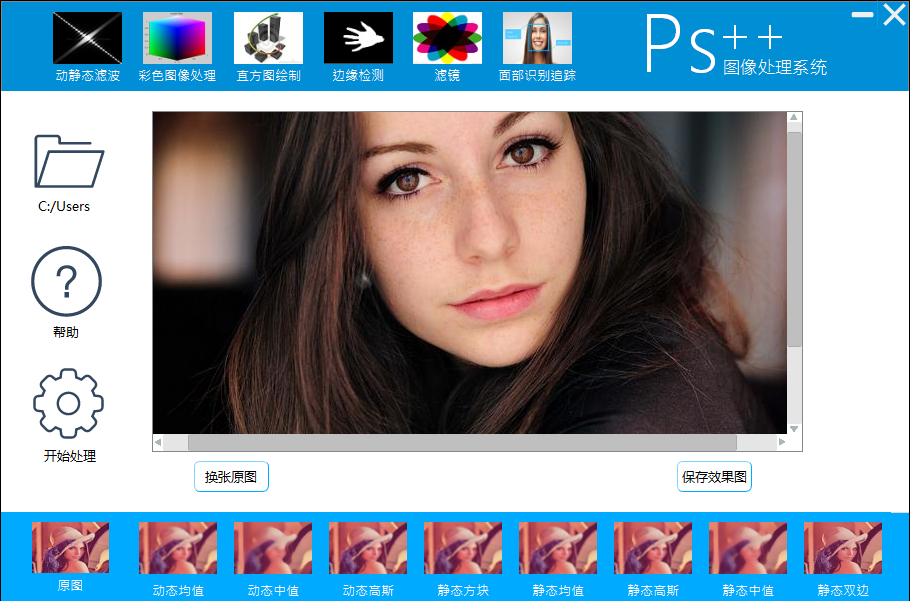 动静态滤波
彩色图像处理
直方图绘制
边缘检测
滤镜
面部识别追踪
Ps++
图像处理系统
C:/Users
帮助
开始处理
换张原图
保存效果图
原图
动态均值
动态中值
动态高斯
静态方块
静态均值
静态高斯
静态中值
静态双边